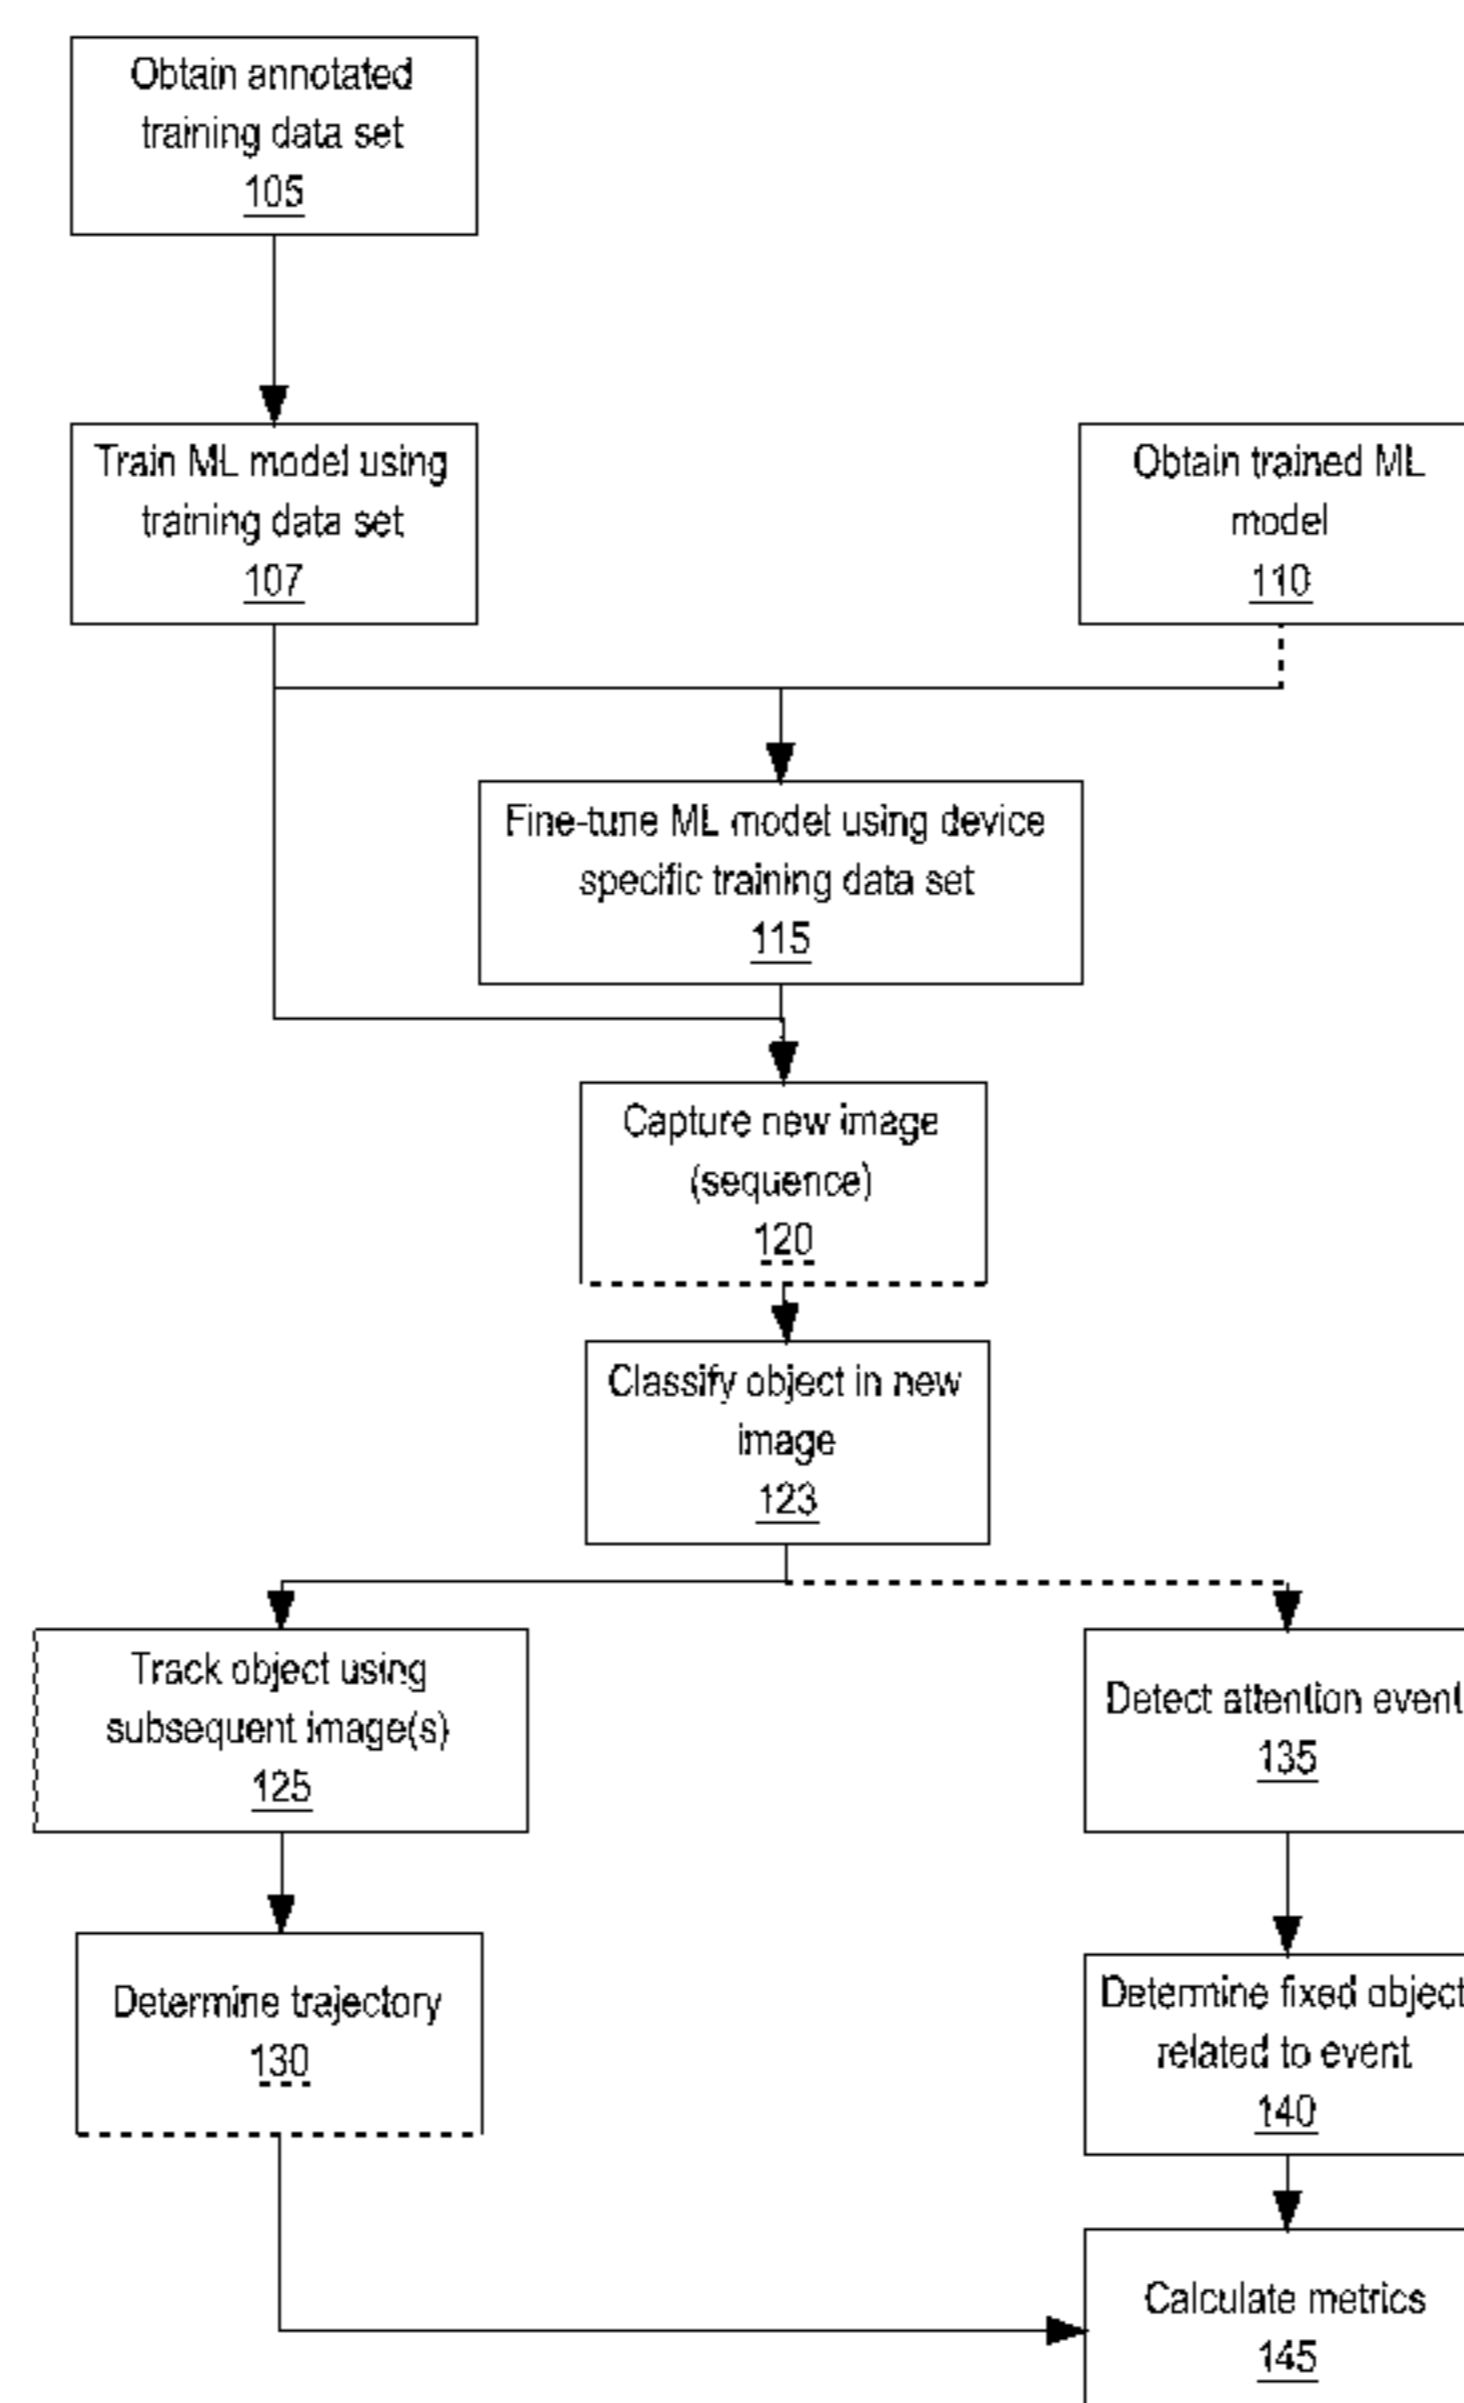 Obtain annotated
training data set
105
Train ML model using
training data set
107
Obtain trained ML
model
110
Fine-tune ML model using device
specific training data set
115
Capture new image
(sequence)
120
Classify object in new
image
123
Track object using
subsequent image(s)
125
Detect attention event
135
Determine trajectory
130
Determine fixed object
related to event
140
Calculate metrics
145